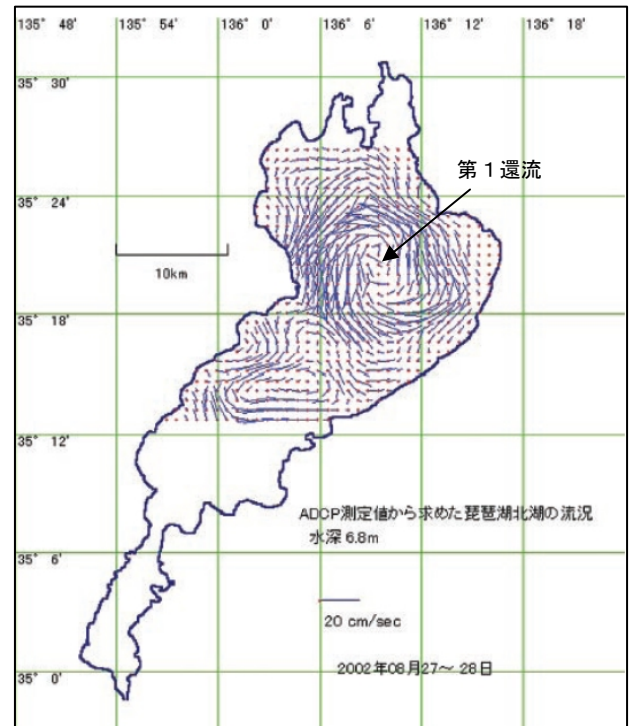 135° 48' 135° 54' 136° 0' 136° 6' 136° 12' 136° 18'
35° 30'
第１還流
35° 24'
10km
35° 18'
35° 12'
ADCP測定値から求めた琵琶湖北湖の流況
水深 6.8m
35° 6'
20 cm/sec
2002年08月27～ 28日
35° 0'